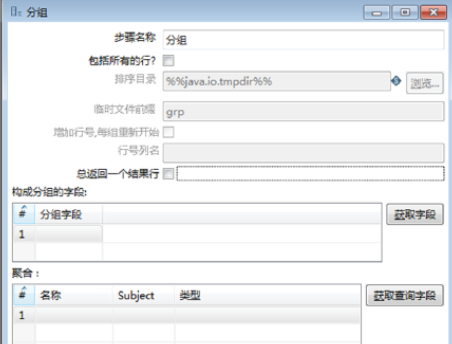 分组
步骤名称 分组
包括所有的行?
排序目录 %%java.io.tmpdir%% 浏览...
临时文件前缀 grp
增加行号,每组重新开始
行号列名
总返回一个结果行
构成分组的字段:
# 分组字段 获取字段
1
聚合：
# 名称 Subject 类型 获取查询字段
1